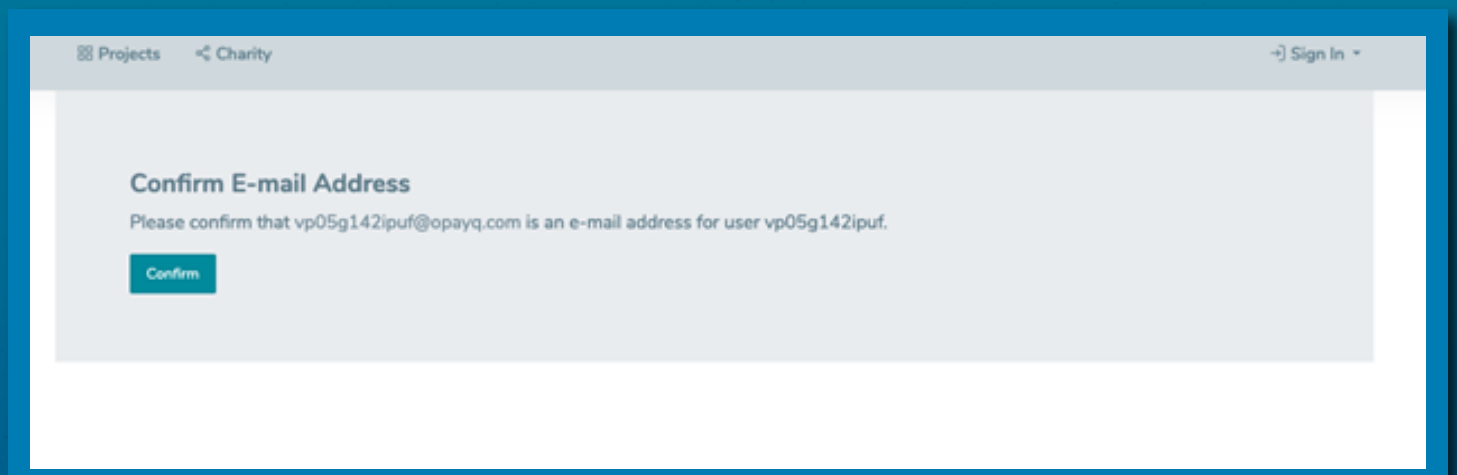 Projects Charity Sign In
Confirm E-mail Address
Please confirm that vp05g142ipuf@opayq.com is an e-mail address for user vp05g142ipuf.
Confirm